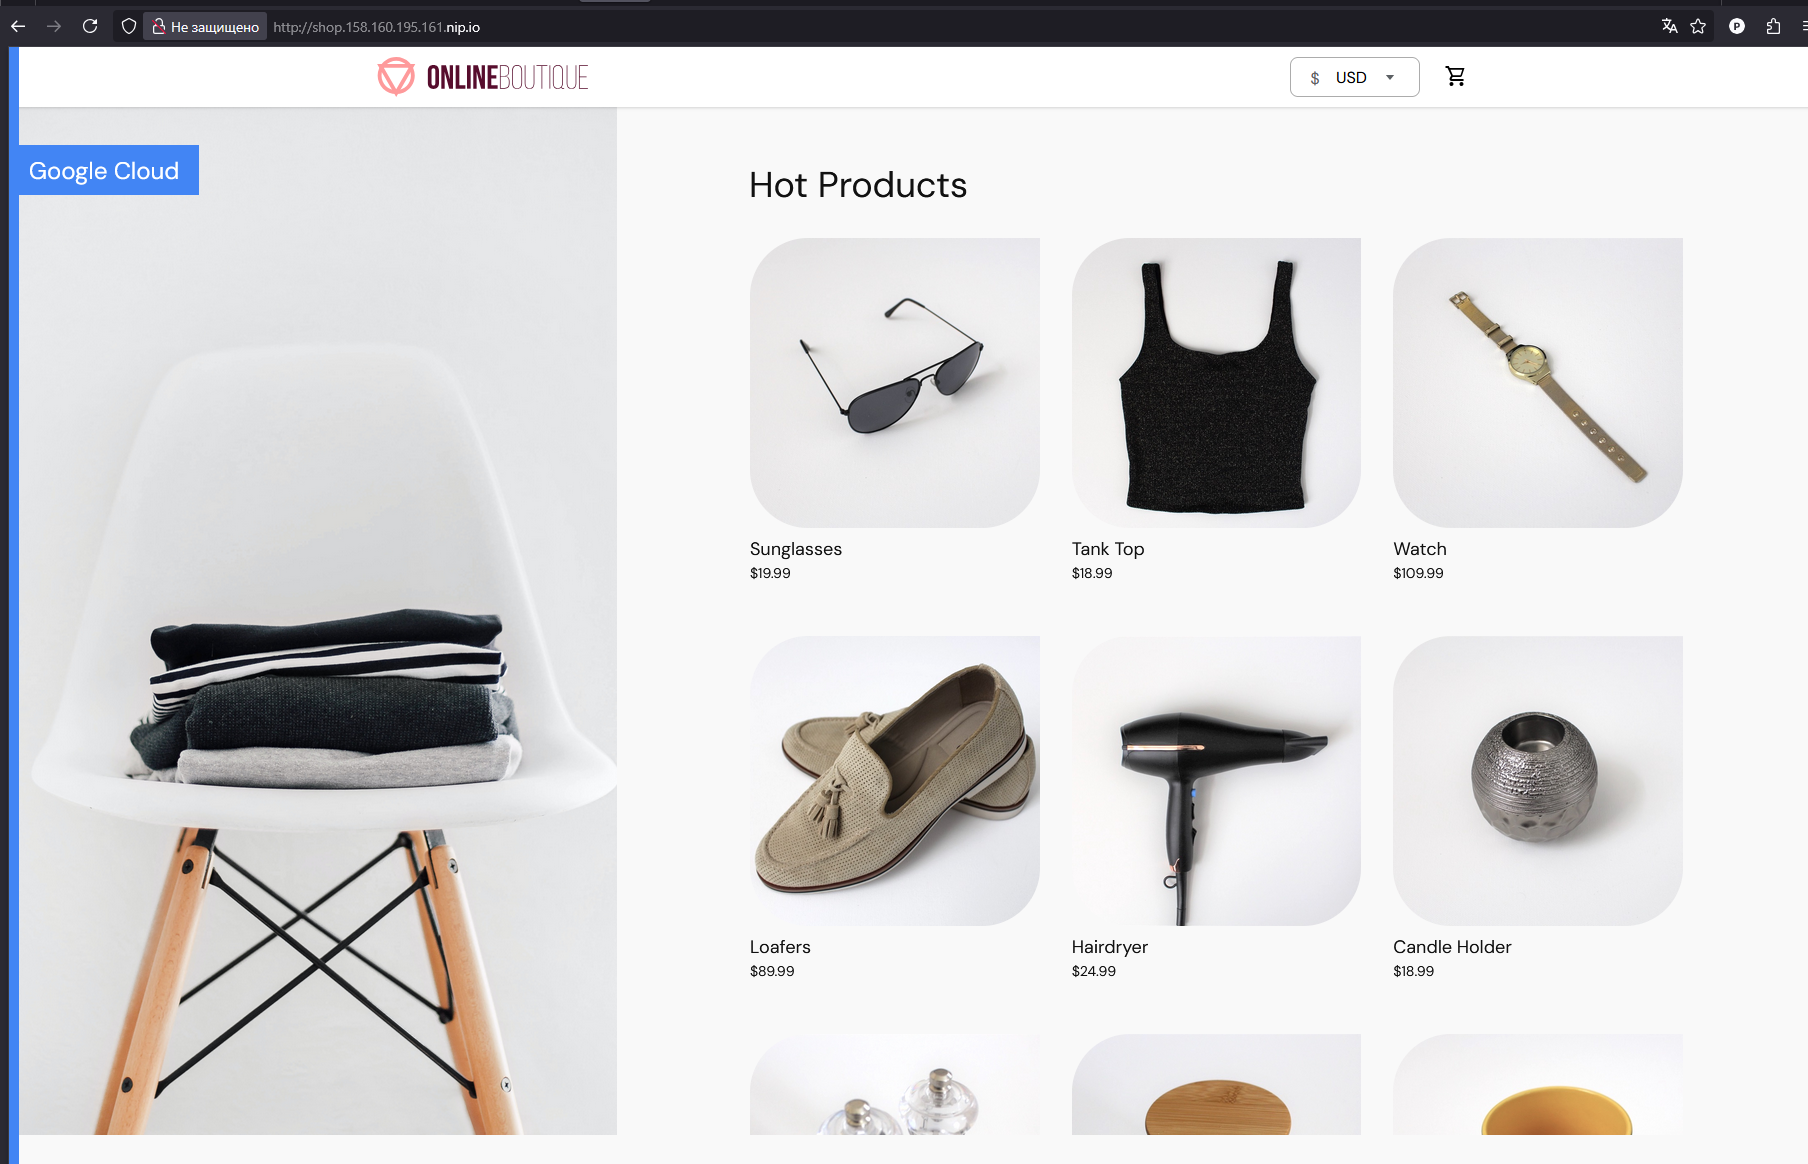 Не защищено
http://shop.158.160.195.161.nip.io
P
ONLINEBOUTIQUE
$ USD
Google Cloud
Hot Products
Sunglasses
$19.99
Tank Top
$18.99
Watch
$109.99
Loafers
$89.99
Hairdryer
$24.99
Candle Holder
$18.99